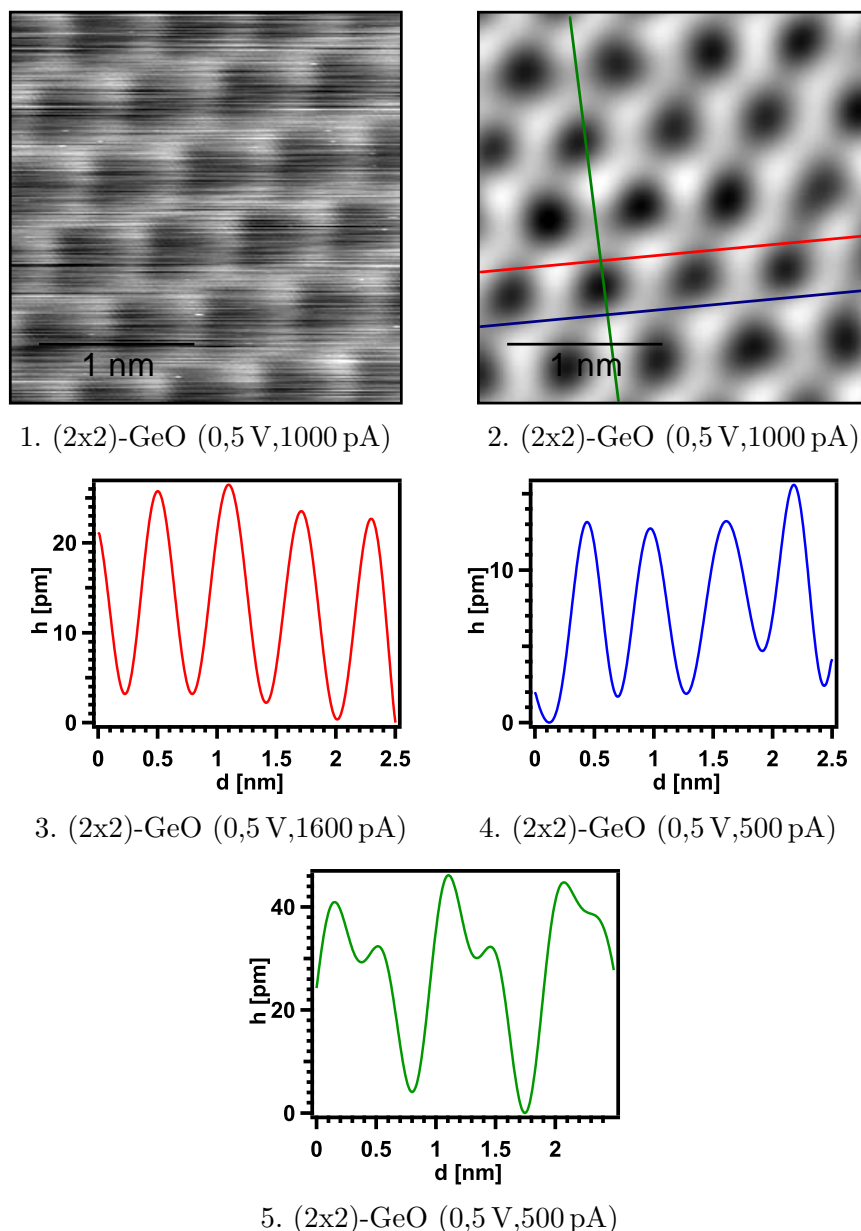 1 nm
1 nm
1. (2x2)-GeO (0,5 V,1000 pA)
2. (2x2)-GeO (0,5 V,1000 pA)
h [pm]
20
10
0
0 0.5 1 1.5 2 2.5
d [nm]
h [pm]
10
0
0 0.5 1 1.5 2 2.5
d [nm]
3. (2x2)-GeO (0,5 V,1600 pA)
4. (2x2)-GeO (0,5 V,500 pA)
h [pm]
40
20
0
0 0.5 1 1.5 2
d [nm]
5. (2x2)-GeO (0,5 V,500 pA)